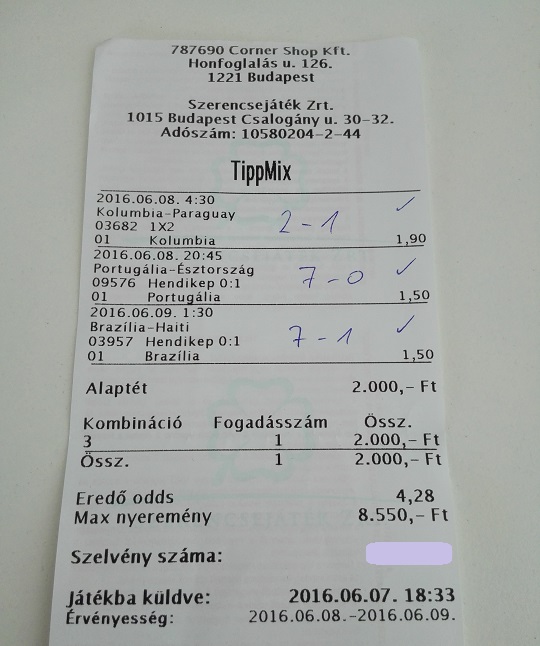 787690 Corner Shop Kft.
Honfoglalás u. 126.
1221 Budapest
Szerencsejáték Zrt.
1015 Budapest Csalogány u. 30-32.
Adószám: 10580204-2-44
TippMix
2016.06.08. 4:30
Kolumbia-Paraguay
03682 1X2 2-1
01 Kolumbia 1,90
2016.06.08. 20:45
Portugália-Észtország
09576 Hendikep 0:1 7-0
01 Portugália 1,50
2016.06.09. 1:30
Brazília-Haiti
03957 Hendikep 0:1 7-1
01 Brazília 1,50
Alaptét 2.000,- Ft
Kombináció Fogadásszám Össz.
3 1 2.000,- Ft
Össz. 1 2.000,- Ft
Eredő odds 4,28
Max nyeremény 8.550,- Ft
Szelvény száma:
Játékba küldve: 2016.06.07. 18:33
Érvényesség: 2016.06.08.-2016.06.09.